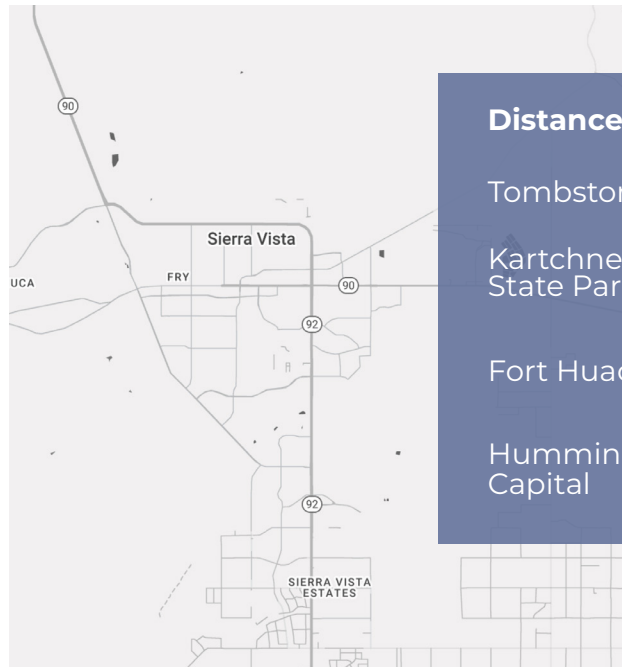 90
Distance
Tombsto
Sierra Vista
Kartchne
State Par
UCA
FRY
90
92
Fort Huac
Hummin
Capital
92
SIERRA VISTA
ESTATES